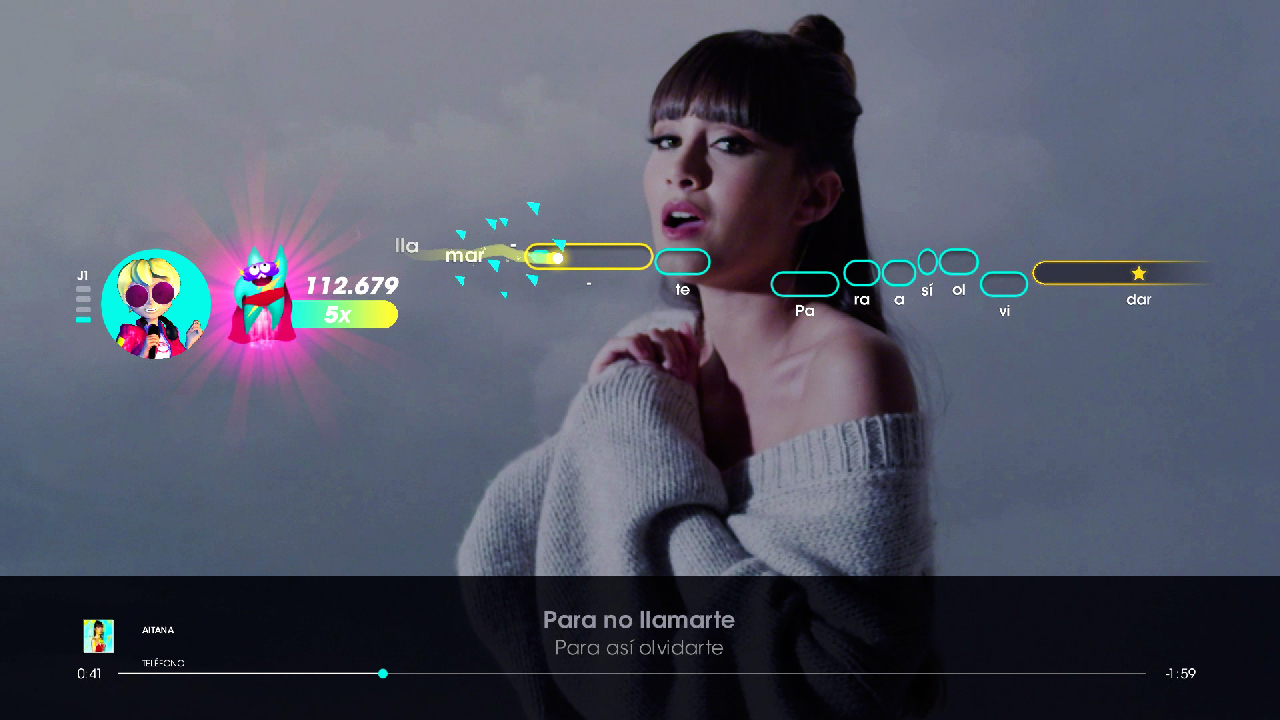 J1
112.679
5x
lla
mar
-
-
te
Pa
ra
a
sí
ol
vi
dar
Para no llamarte
Para así olvidarte
AITANA
TELÉFONO
0:41
-1:59